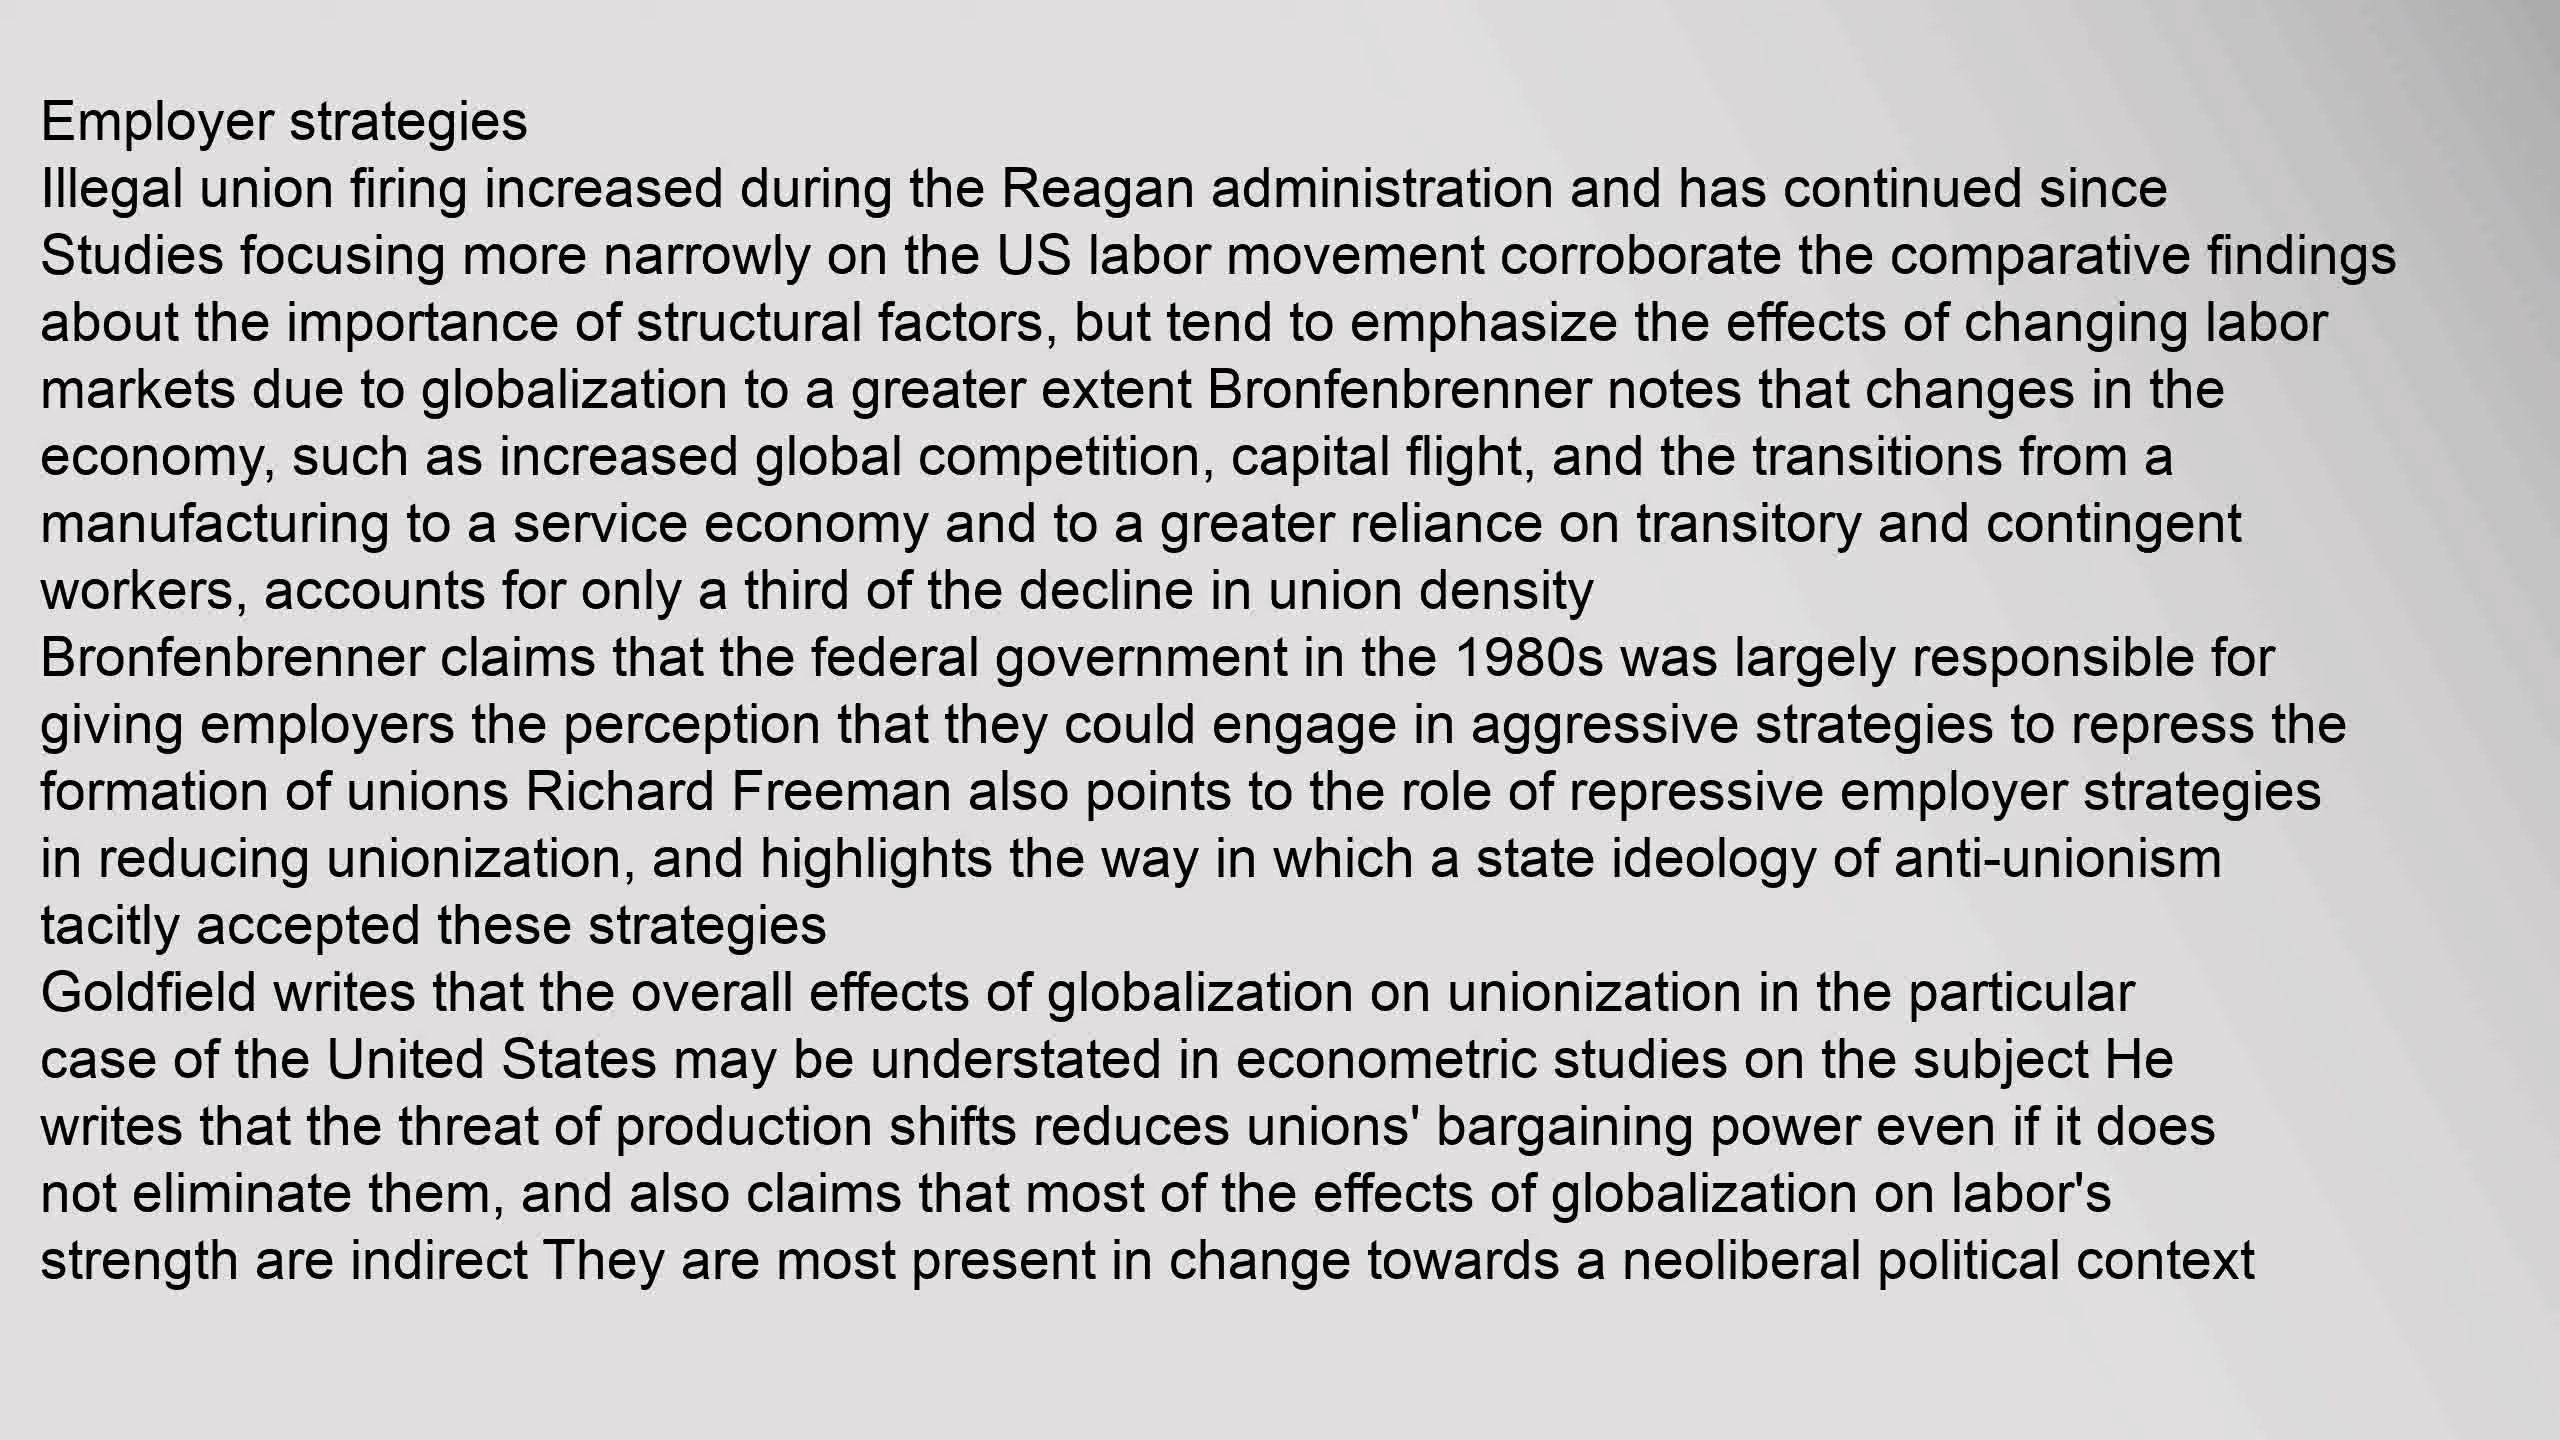 Employer strategies
Illegal union firing increased during the Reagan administration and has continued since
Studies focusing more narrowly on the US labor movement corroborate the comparative findings
about the importance of structural factors, but tend to emphasize the effects of changing labor
markets due to globalization to a greater extent Bronfenbrenner notes that changes in the
economy, such as increased global competition, capital flight, and the transitions from a
manufacturing to a service economy and to a greater reliance on transitory and contingent
workers, accounts for only a third of the decline in union density
Bronfenbrenner claims that the federal government in the 1980s was largely responsible for
giving employers the perception that they could engage in aggressive strategies to repress the
formation of unions Richard Freeman also points to the role of repressive employer strategies
in reducing unionization, and highlights the way in which a state ideology of anti-unionism
tacitly accepted these strategies
Goldfield writes that the overall effects of globalization on unionization in the particular
case of the United States may be understated in econometric studies on the subject He
writes that the threat of production shifts reduces unions' bargaining power even if it does
not eliminate them, and also claims that most of the effects of globalization on labor's
strength are indirect They are most present in change towards a neoliberal political context